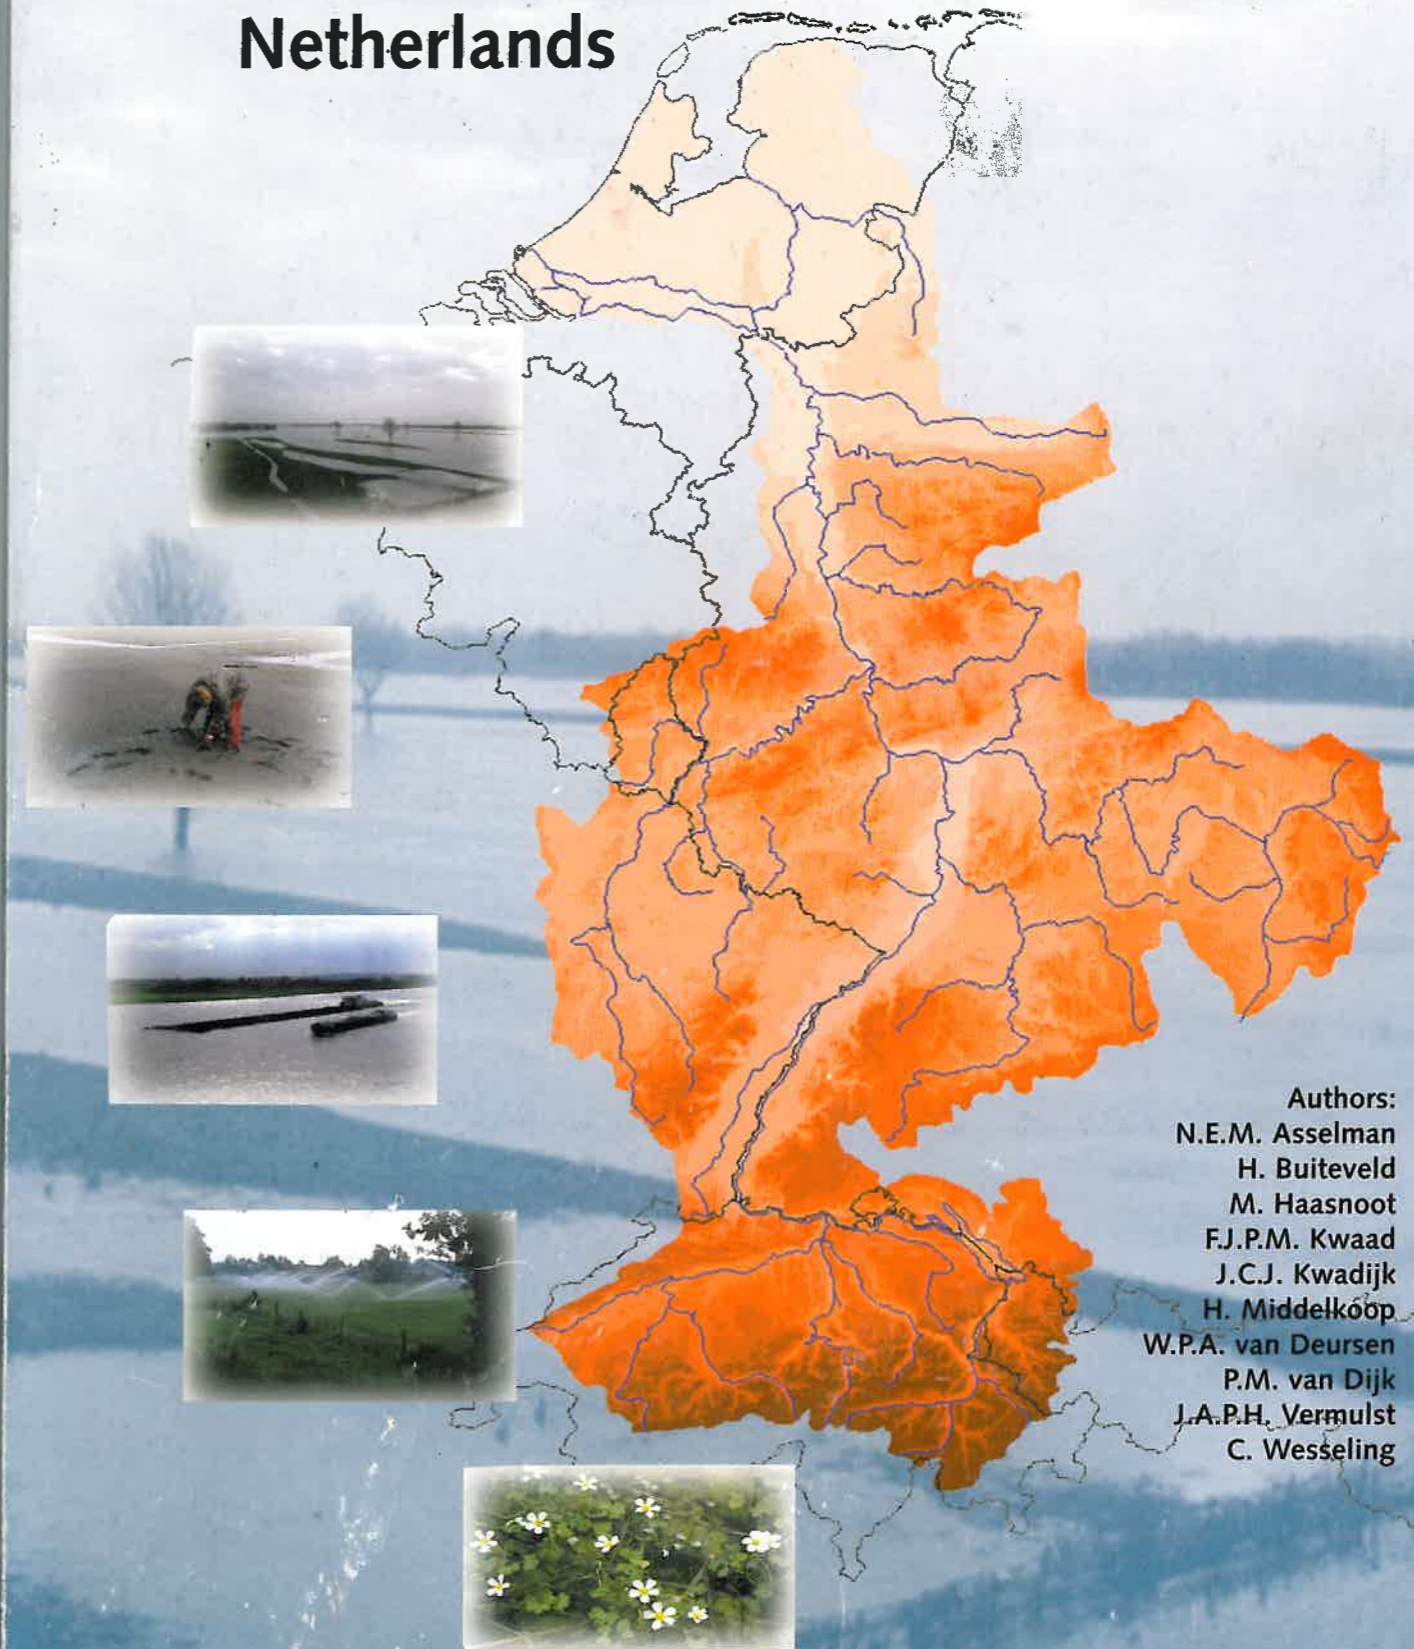 Netherlands
Authors:
N.E.M. Asselman
H. Buiteveld
M. Haasnoot
F.J.P.M. Kwaad
J.C.J. Kwadijk
H. Middelkoop
W.P.A. van Deursen
P.M. van Dijk
J.A.P.H. Vermulst
C. Wesseling